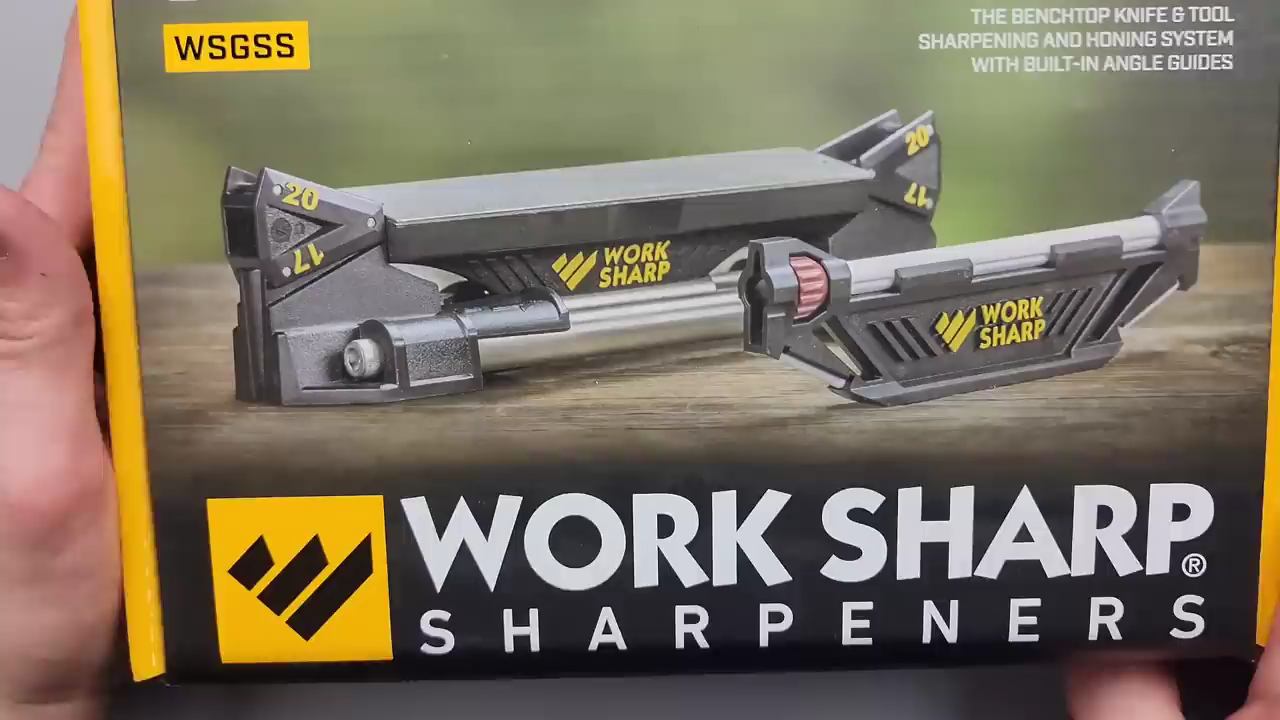 WSGSS
THE BENCHTOP KNIFE & TOOL
SHARPENING AND HONING SYSTEM
WITH BUILT-IN ANGLE GUIDES
20
17
20
17
WORK
SHARP
WORK
SHARP
WORK SHARP®
SHARPENERS